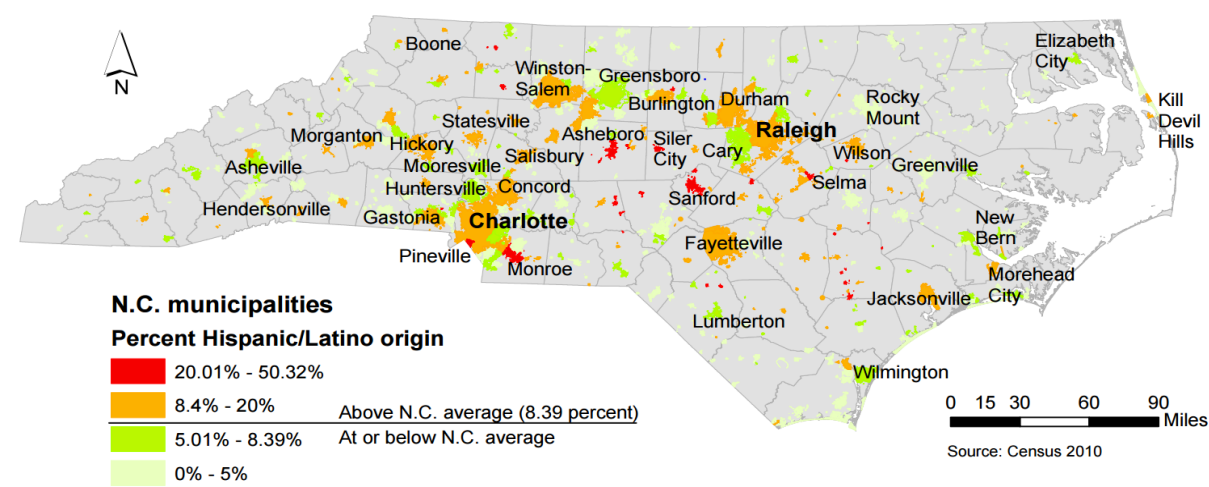 Boone
Elizabeth
City
Winston-
Salem
Greensboro
Burlington
Durham
Rocky
Mount
Kill
Devil
Hills
Statesville
Morganton
Hickory
Asheboro
Siler
City
Raleigh
Cary
Wilson
Greenville
Asheville
Mooresville
Salisbury
Huntersville
Concord
Sanford
Selma
Hendersonville
Gastonia
Charlotte
New
Bern
Pineville
Monroe
Fayetteville
Morehead
City
Jacksonville
Lumberton
Wilmington
N
N.C. municipalities
Percent Hispanic/Latino origin
20.01% - 50.32%
8.4% - 20%
Above N.C. average (8.39 percent)
5.01% - 8.39%
At or below N.C. average
0% - 5%
0 15 30 60 90
Miles
Source: Census 2010